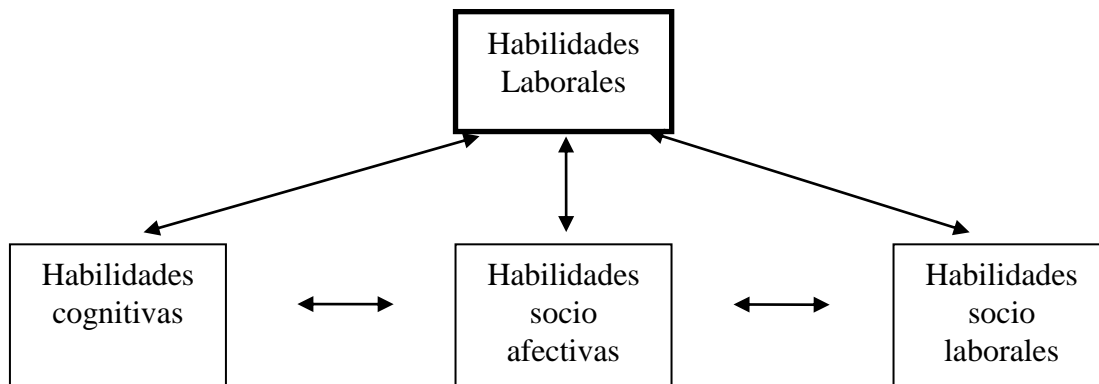 Habilidades
Laborales
Habilidades
cognitivas
Habilidades
socio
afectivas
Habilidades
socio
laborales